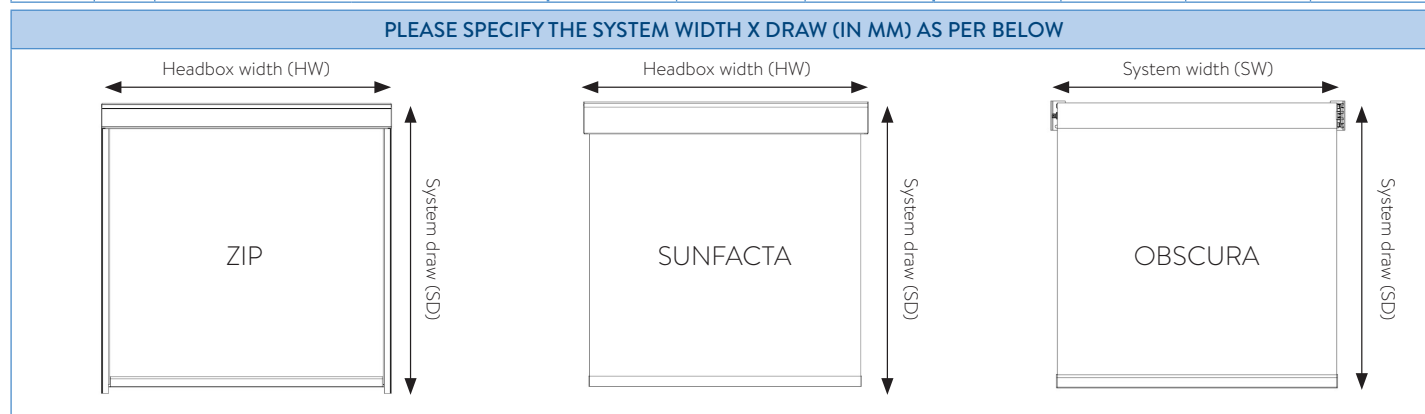 PLEASE SPECIFY THE SYSTEM WIDTH X DRAW (IN MM) AS PER BELOW
Headbox width (HW)
System draw (SD)
ZIP
Headbox width (HW)
System draw (SD)
SUNFACTA
System width (SW)
System draw (SD)
OBSCURA